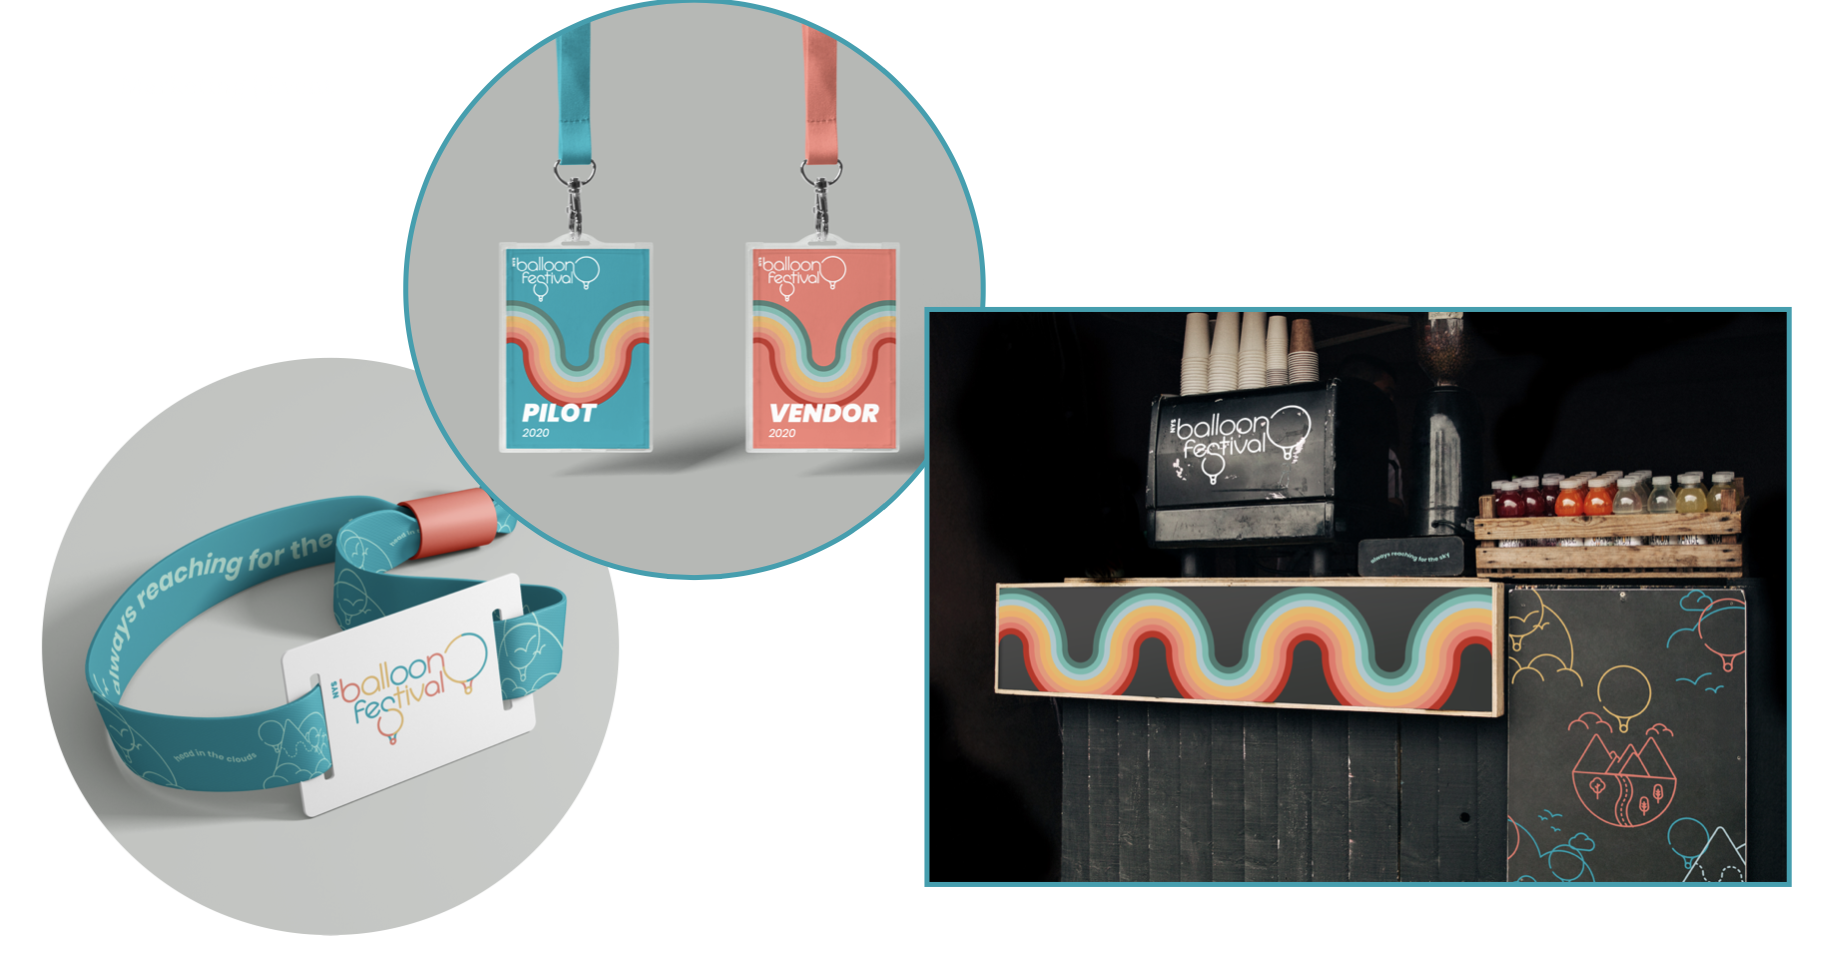 NYS
balloon
festival
PILOT
2020
NYS
balloon
festival
VENDOR
2020
always reaching for the
head in the clouds
NYS
balloon
festival
NYS
balloon
festival
always reaching for the sky